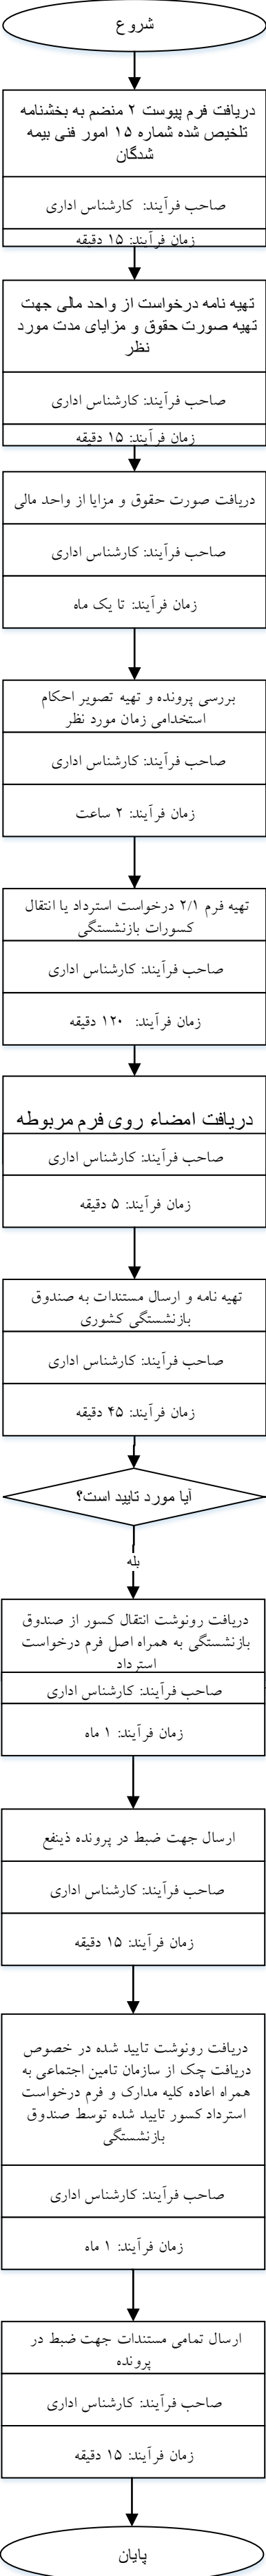 شروع
دریافت فرم پیوست ۲ منضم به بخشنامه
تلخیص شده شماره ۱۵ امور فنی بیمه
شدگان
صاحب فرآیند: کارشناس اداری
زمان فرآیند: ۱۵ دقیقه
تهیه نامه درخواست از واحد مالی جهت
تهیه صورت حقوق و مزایای مدت مورد
نظر
صاحب فرآیند: کارشناس اداری
زمان فرآیند: ۱۵ دقیقه
دریافت صورت حقوق و مزایا از واحد مالی
صاحب فرآیند: کارشناس اداری
زمان فرآیند: تا یک ماه
بررسی پرونده و تهیه تصویر احکام
استخدامی زمان مورد نظر
صاحب فرآیند: کارشناس اداری
زمان فرآیند: ۲ ساعت
تهیه فرم ۲/۱ درخواست استرداد یا انتقال
کسورات بازنشستگی
صاحب فرآیند: کارشناس اداری
زمان فرآیند: ۱۲۰ دقیقه
دریافت امضاء روی فرم مربوطه
صاحب فرآیند: کارشناس اداری
زمان فرآیند: ۵ دقیقه
تهیه نامه و ارسال مستندات به صندوق
بازنشستگی کشوری
صاحب فرآیند: کارشناس اداری
زمان فرآیند: ۴۵ دقیقه
آیا مورد تایید است؟
بله
دریافت رونوشت انتقال کسور از صندوق
بازنشستگی به همراه اصل فرم درخواست
استرداد
صاحب فرآیند: کارشناس اداری
زمان فرآیند: ۱ ماه
ارسال جهت ضبط در پرونده ذینفع
صاحب فرآیند: کارشناس اداری
زمان فرآیند: ۱۵ دقیقه
دریافت رونوشت تایید شده در خصوص
دریافت چک از سازمان تامین اجتماعی به
همراه اعاده کلیه مدارک و فرم درخواست
استرداد کسور تایید شده توسط صندوق
بازنشستگی
صاحب فرآیند: کارشناس اداری
زمان فرآیند: ۱ ماه
ارسال تمامی مستندات جهت ضبط در
پرونده
صاحب فرآیند: کارشناس اداری
زمان فرآیند: ۱۵ دقیقه
پایان